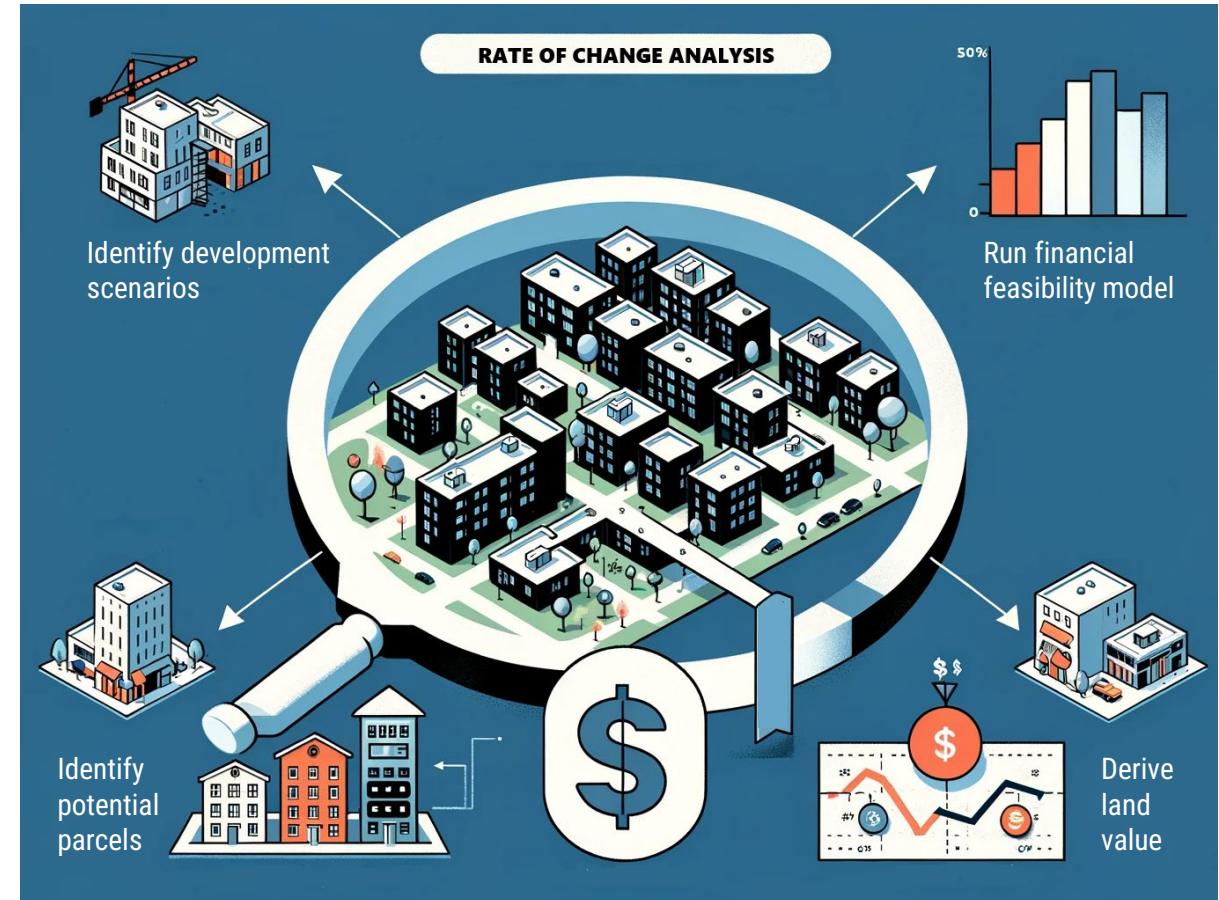 RATE OF CHANGE ANALYSIS
50%
0
Identify development
scenarios
Run financial
feasibility model
$ $
$
$
Identify
potential
parcels
Derive
land
value